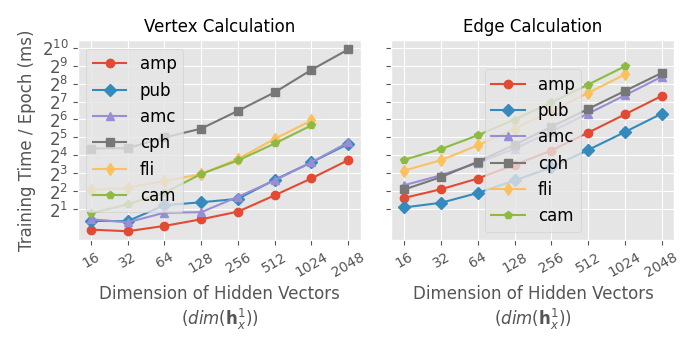 Vertex Calculation
Edge Calculation
Training Time / Epoch (ms)
2^10
2^9
2^8
2^7
2^6
2^5
2^4
2^3
2^2
2^1
amp
pub
amc
cph
fli
cam
amp
pub
amc
cph
fli
cam
16 32 64 128 256 512 1024 2048
16 32 64 128 256 512 1024 2048
Dimension of Hidden Vectors
(dim(h_x^1))
Dimension of Hidden Vectors
(dim(h_x^1))